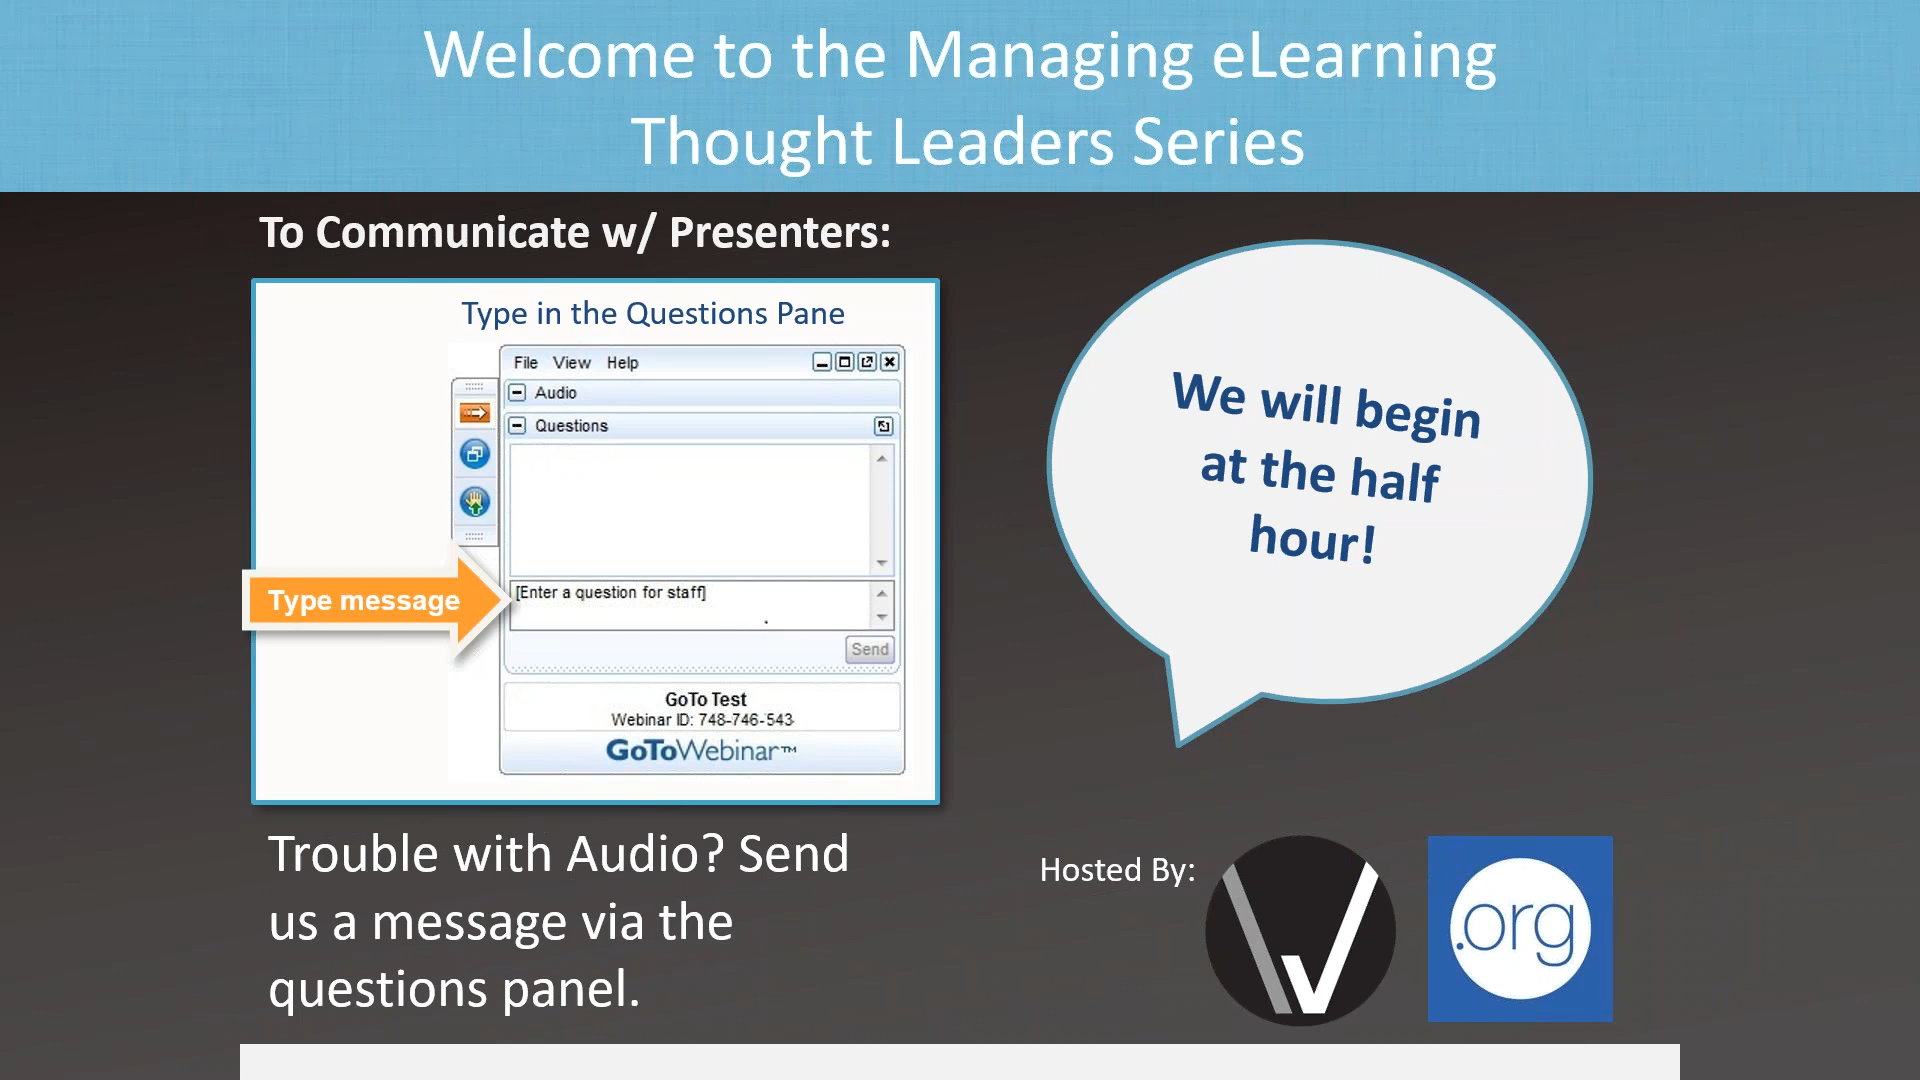 Welcome to the Managing eLearning
Thought Leaders Series
To Communicate w/ Presenters:
Type in the Questions Pane
File View Help
Audio
Questions
[Enter a question for staff]
Type message
Send
GoTo Test
Webinar ID: 748-746-543
GoToWebinar™
We will begin
at the half
hour!
Trouble with Audio? Send
us a message via the
questions panel.
Hosted By:
.org